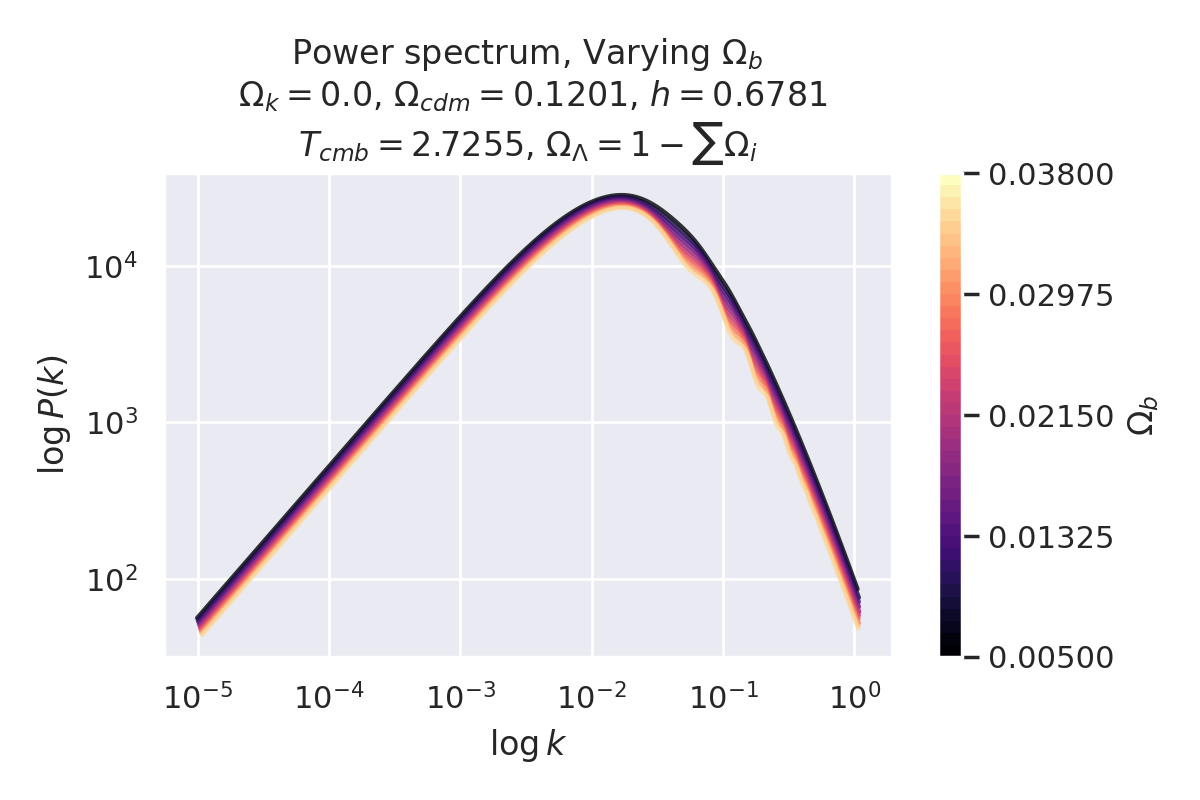 Power spectrum, Varying Ω_b
Ω_k = 0.0, Ω_cdm = 0.1201, h = 0.6781
T_cmb = 2.7255, Ω_Λ = 1 − ∑Ω_i
log P(k)
10^4
10^3
10^2
10^−5
10^−4
10^−3
10^−2
10^−1
10^0
log k
0.03800
0.02975
0.02150
0.01325
0.00500
Ω_b